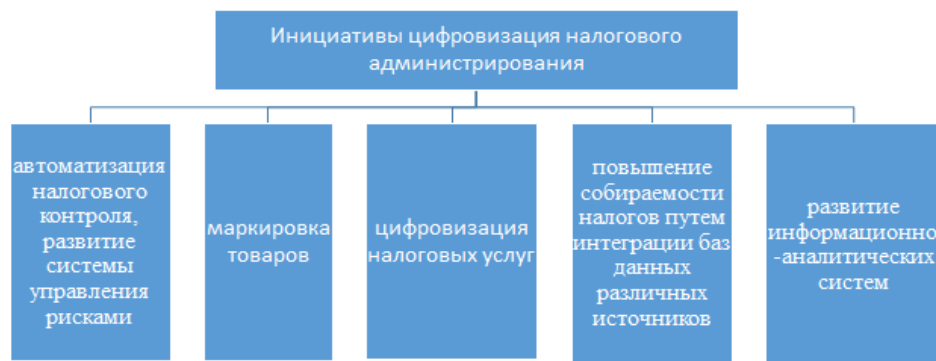 Инициативы цифровизация налогового
администрирования
автоматизация
налогового
контроля,
развитие
системы
управления
рисками
маркировка
товаров
цифровизация
налоговых услуг
повышение
собираемости
налогов путем
интеграции баз
данных
различных
источников
развитие
информационно
-аналитических
систем